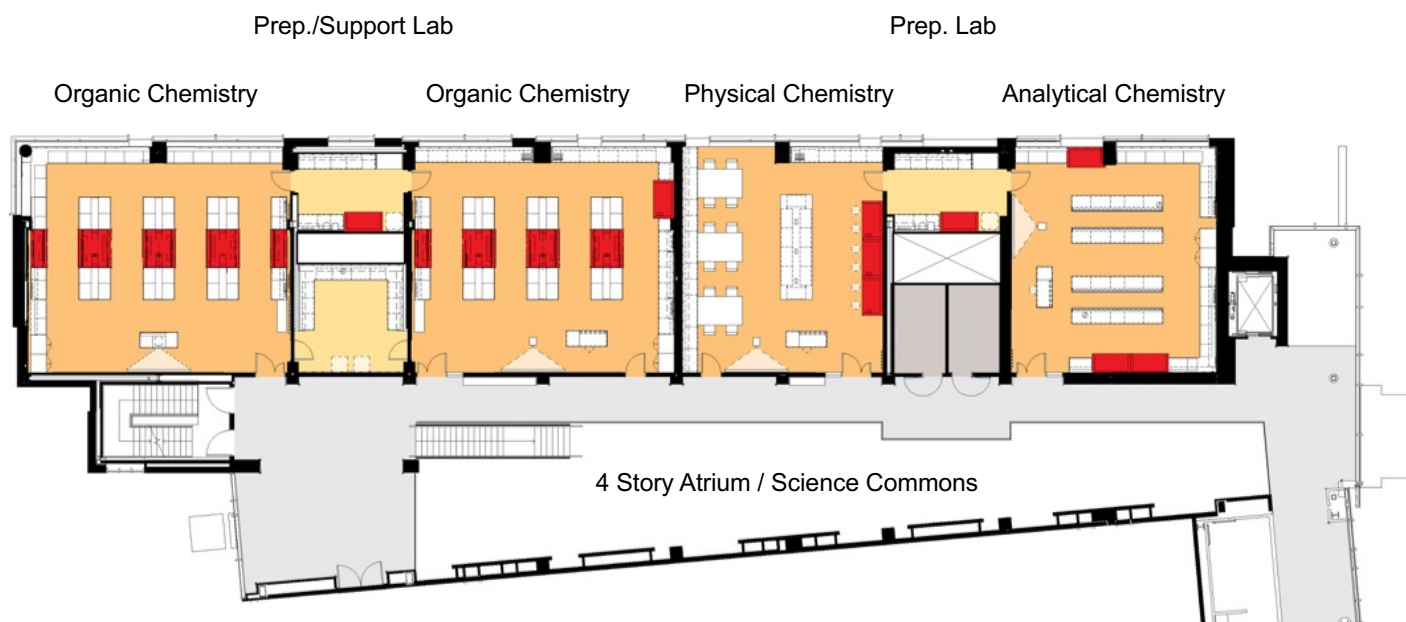 Prep./Support Lab
Prep. Lab
Organic Chemistry
Organic Chemistry
Physical Chemistry
Analytical Chemistry
4 Story Atrium / Science Commons